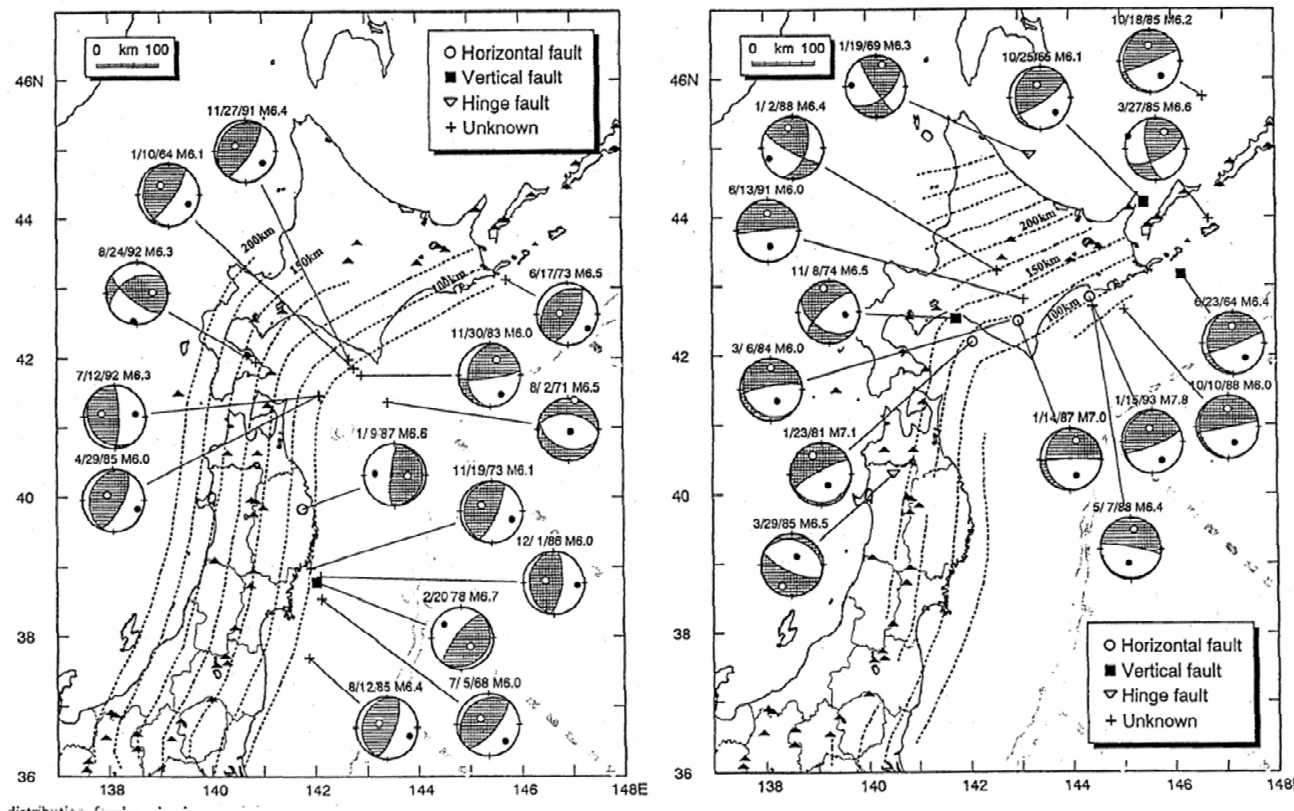 0 km 100
○ Horizontal fault
■ Vertical fault
▽ Hinge fault
+ Unknown
46N
44
42
40
38
36
138
140
142
144
146
148E
11/27/91 M6.4
1/10/64 M6.1
8/24/92 M6.3
7/12/92 M6.3
4/29/85 M6.0
200km
150km
100km
6/17/73 M6.5
11/30/83 M6.0
8/ 2/71 M6.5
1/ 9/87 M6.6
11/19/73 M6.1
12/ 1/86 M6.0
2/20 78 M6.7
7/ 5/68 M6.0
8/12/85 M6.4
0 km 100
46N
44
42
40
38
36
138
140
142
144
146
148E
10/18/85 M6.2
1/19/69 M6.3
10/25/65 M6.1
3/27/85 M6.6
1/ 2/88 M6.4
6/13/91 M6.0
11/ 8/74 M6.5
3/ 6/84 M6.0
1/23/81 M7.1
3/29/85 M6.5
200km
150km
100km
6/23/64 M6.4
10/10/88 M6.0
1/15/93 M7.8
1/14/87 M7.0
5/ 7/88 M6.4
○ Horizontal fault
■ Vertical fault
▽ Hinge fault
+ Unknown